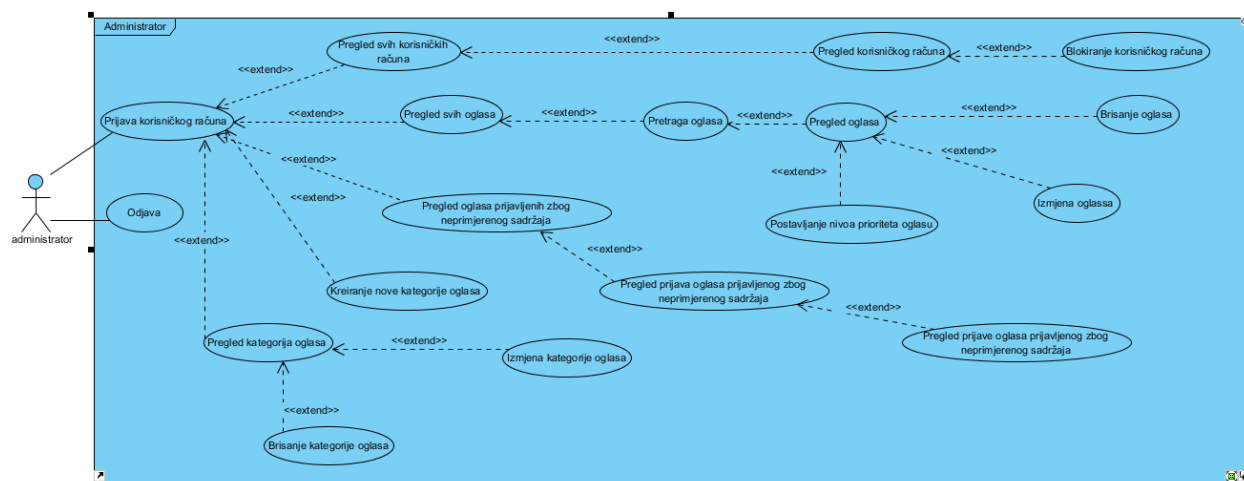 Administrator
Pregled svih korisničkih
računa
<<extend>>
Pregled korisničkog računa
<<extend>>
Blokiranje korisničkog računa
<<extend>>
Prijava korisničkog računa
<<extend>>
Pregled svih oglasa
<<extend>>
Pretraga oglasa
<<extend>>
Pregled oglasa
<<extend>>
Brisanje oglasa
<<extend>>
<<extend>>
<<extend>>
Izmjena oglassa
Odjava
administrator
Pregled oglasa prijavljenih zbog
neprimjerenog sadržaja
Postavljanje nivoa prioriteta oglasu
<<extend>>
<<extend>>
<<extend>>
Kreiranje nove kategorije oglasa
Pregled prijava oglasa prijavljenog zbog
neprimjerenog sadržaja
<<extend>>
Pregled kategorija oglasa
<<extend>>
Izmjena kategorije oglasa
Pregled prijave oglasa prijavljenog zbog
neprimjerenog sadržaja
<<extend>>
Brisanje kategorije oglasa